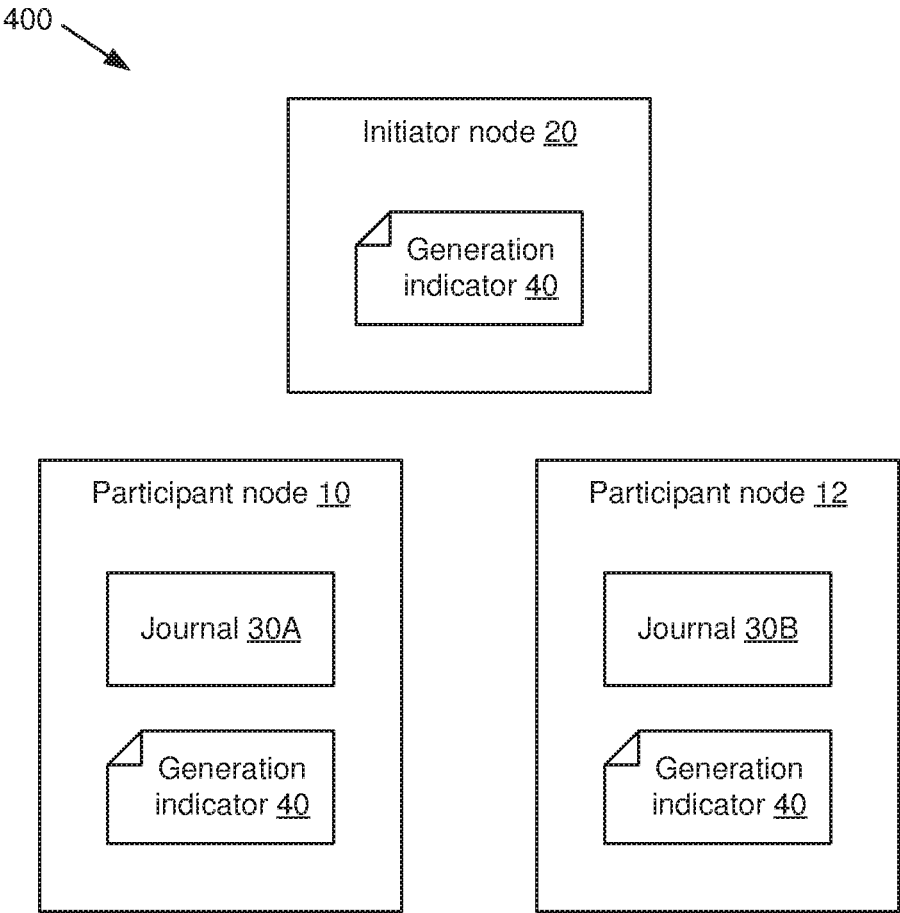 400
Initiator node 20
Generation
indicator 40
Participant node 10
Journal 30A
Generation
indicator 40
Participant node 12
Journal 30B
Generation
indicator 40